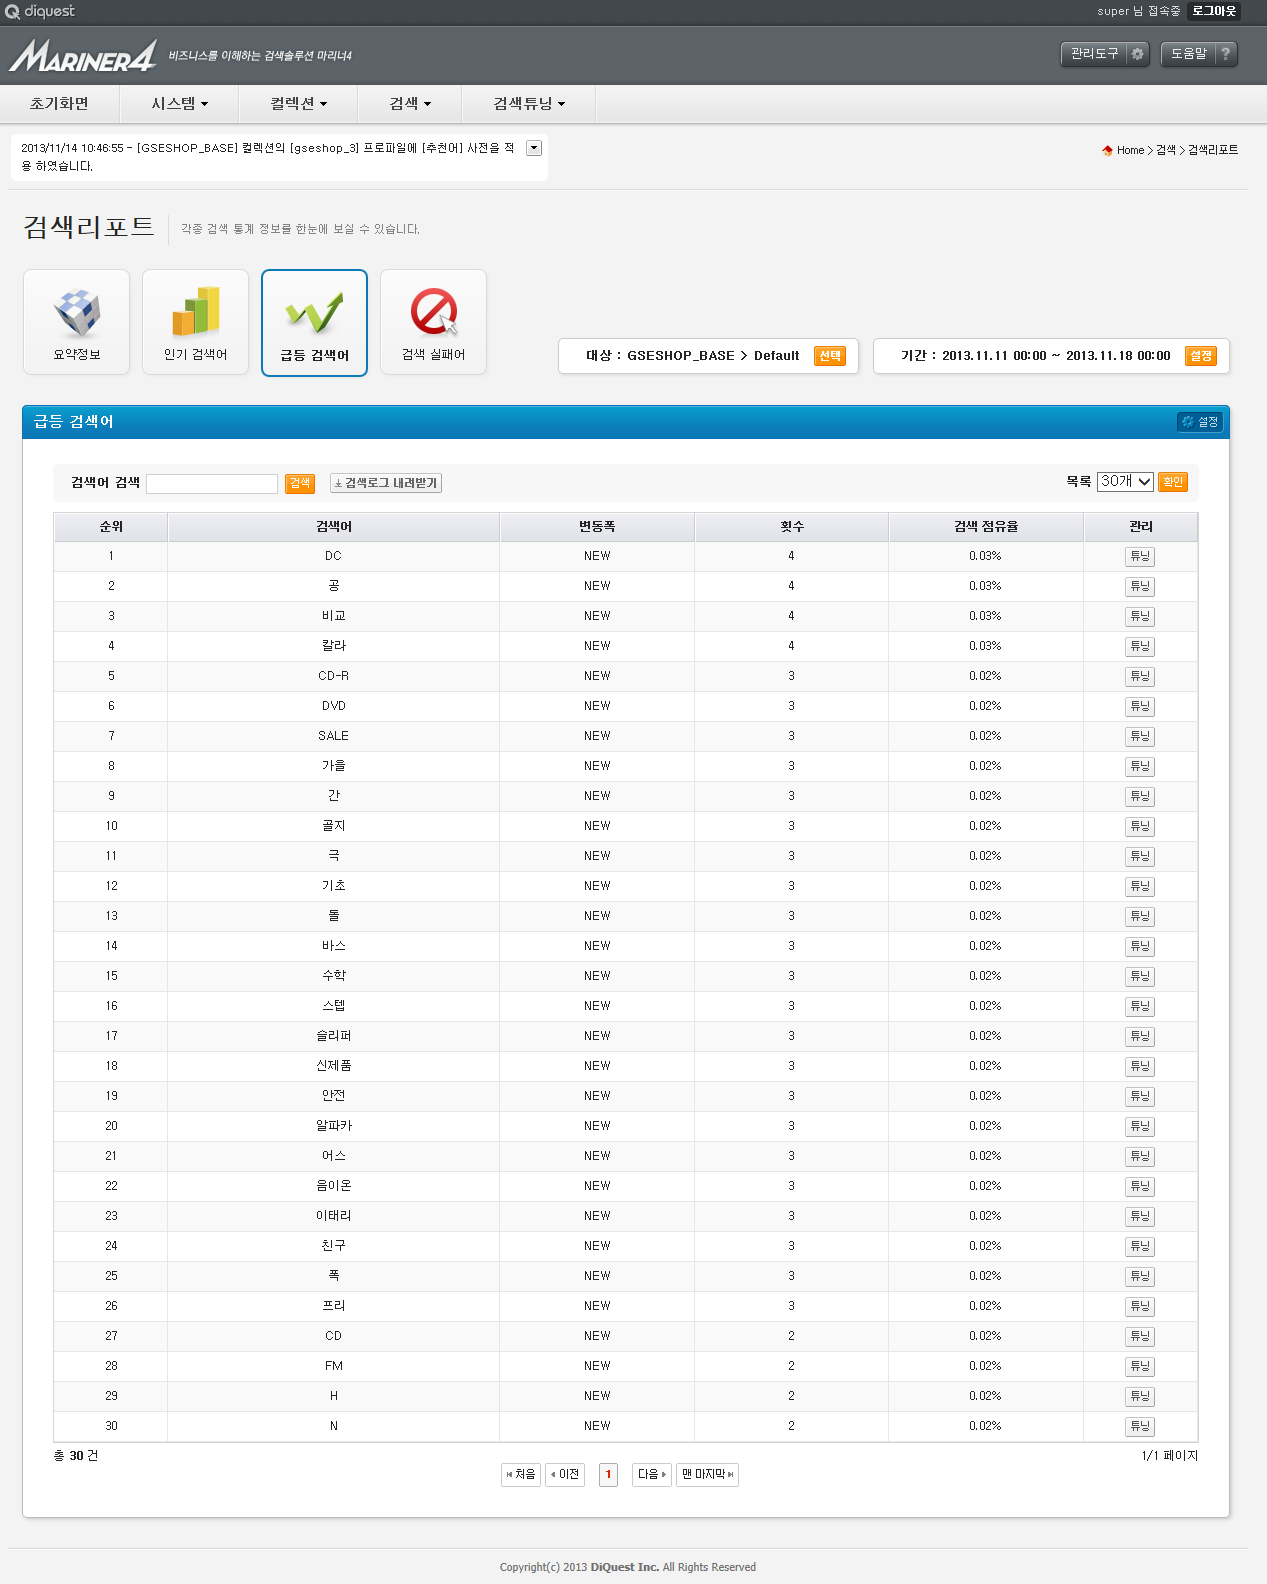 diquest
super 님 접속중 로그아웃
MARINER4 비즈니스를 이해하는 검색솔루션 마리너4
관리도구 도움말 ?
초기화면 시스템 컬렉션 검색 검색튜닝
2013/11/14 10:46:55 - [GSESHOP_BASE] 컬렉션의 [gseshop_3] 프로파일에 [추천어] 사전을 적
용 하였습니다.
Home > 검색 > 검색리포트
검색리포트 각종 검색 통계 정보를 한눈에 보실 수 있습니다.
요약정보 인기 검색어 급등 검색어 검색 실패어
대상 : GSESHOP_BASE > Default 선택
기간 : 2013.11.11 00:00 ~ 2013.11.18 00:00 설정
급등 검색어 설정
검색어 검색 검색 검색로그 내려받기 목록 30개 확인
순위 검색어 변동폭 횟수 검색 점유율 관리
1 DC NEW 4 0.03% 튜닝
2 공 NEW 4 0.03% 튜닝
3 비교 NEW 4 0.03% 튜닝
4 칼라 NEW 4 0.03% 튜닝
5 CD-R NEW 3 0.02% 튜닝
6 DVD NEW 3 0.02% 튜닝
7 SALE NEW 3 0.02% 튜닝
8 가을 NEW 3 0.02% 튜닝
9 간 NEW 3 0.02% 튜닝
10 골지 NEW 3 0.02% 튜닝
11 극 NEW 3 0.02% 튜닝
12 기초 NEW 3 0.02% 튜닝
13 돌 NEW 3 0.02% 튜닝
14 바스 NEW 3 0.02% 튜닝
15 수학 NEW 3 0.02% 튜닝
16 스텝 NEW 3 0.02% 튜닝
17 슬리퍼 NEW 3 0.02% 튜닝
18 신제품 NEW 3 0.02% 튜닝
19 안전 NEW 3 0.02% 튜닝
20 알파카 NEW 3 0.02% 튜닝
21 어스 NEW 3 0.02% 튜닝
22 음이온 NEW 3 0.02% 튜닝
23 이태리 NEW 3 0.02% 튜닝
24 친구 NEW 3 0.02% 튜닝
25 폭 NEW 3 0.02% 튜닝
26 프리 NEW 3 0.02% 튜닝
27 CD NEW 2 0.02% 튜닝
28 FM NEW 2 0.02% 튜닝
29 H NEW 2 0.02% 튜닝
30 N NEW 2 0.02% 튜닝
총 30 건 1/1 페이지
처음 이전 1 다음 맨 마지막
Copyright(c) 2013 DiQuest Inc. All Rights Reserved